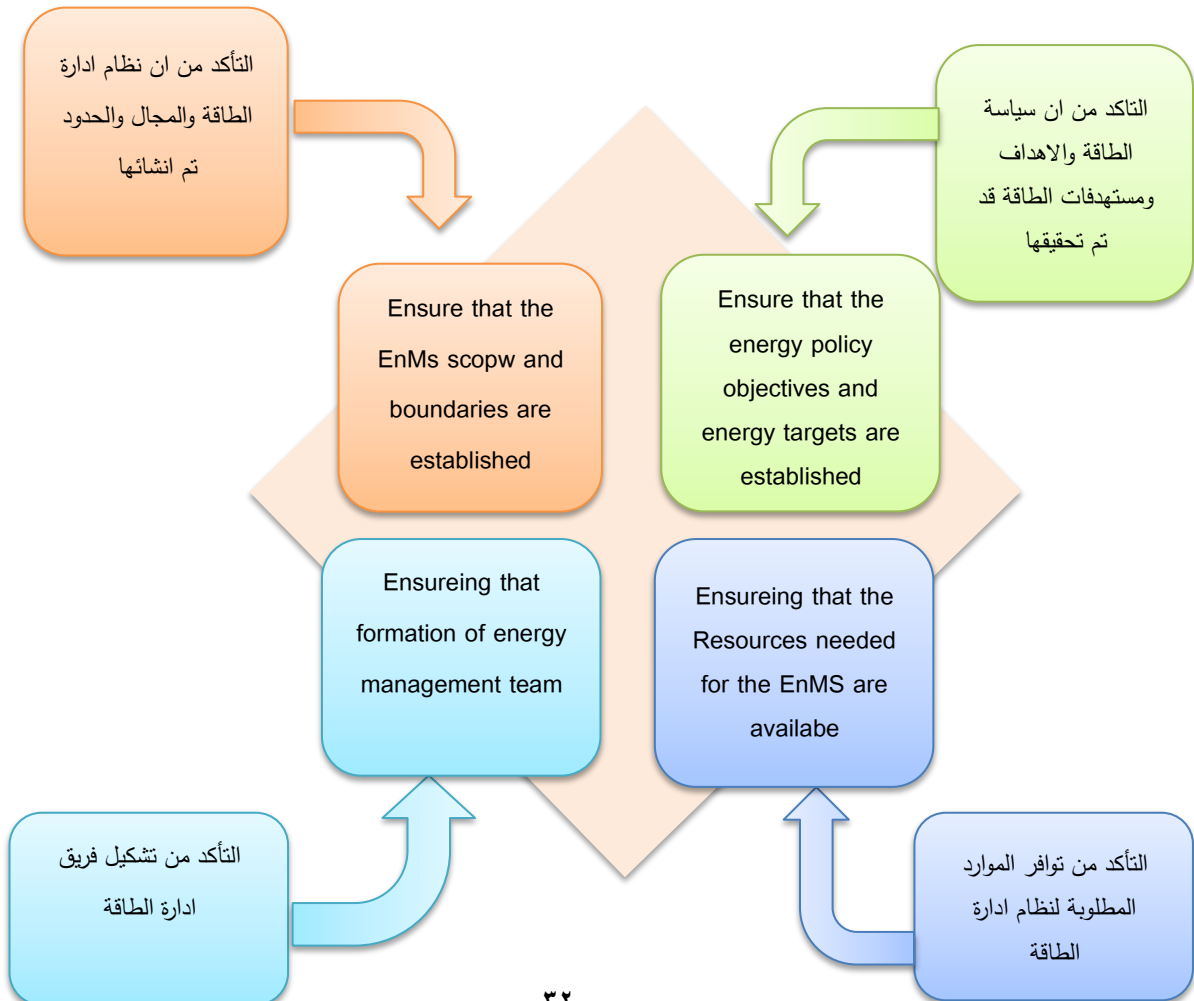 التأكد من ان نظام ادارة
الطاقة والمجال والحدود
تم انشائها
التاكد من ان سياسة
الطاقة والاهداف
ومستهدفات الطاقة قد
تم تحقيقها
Ensure that the
EnMs scopw and
boundaries are
established
Ensure that the
energy policy
objectives and
energy targets are
established
Ensureing that
formation of energy
management team
Ensureing that the
Resources needed
for the EnMS are
availabe
التأكد من تشكيل فريق
ادارة الطاقة
التأكد من توافر الموارد
المطلوبة لنظام ادارة
الطاقة
٣٢